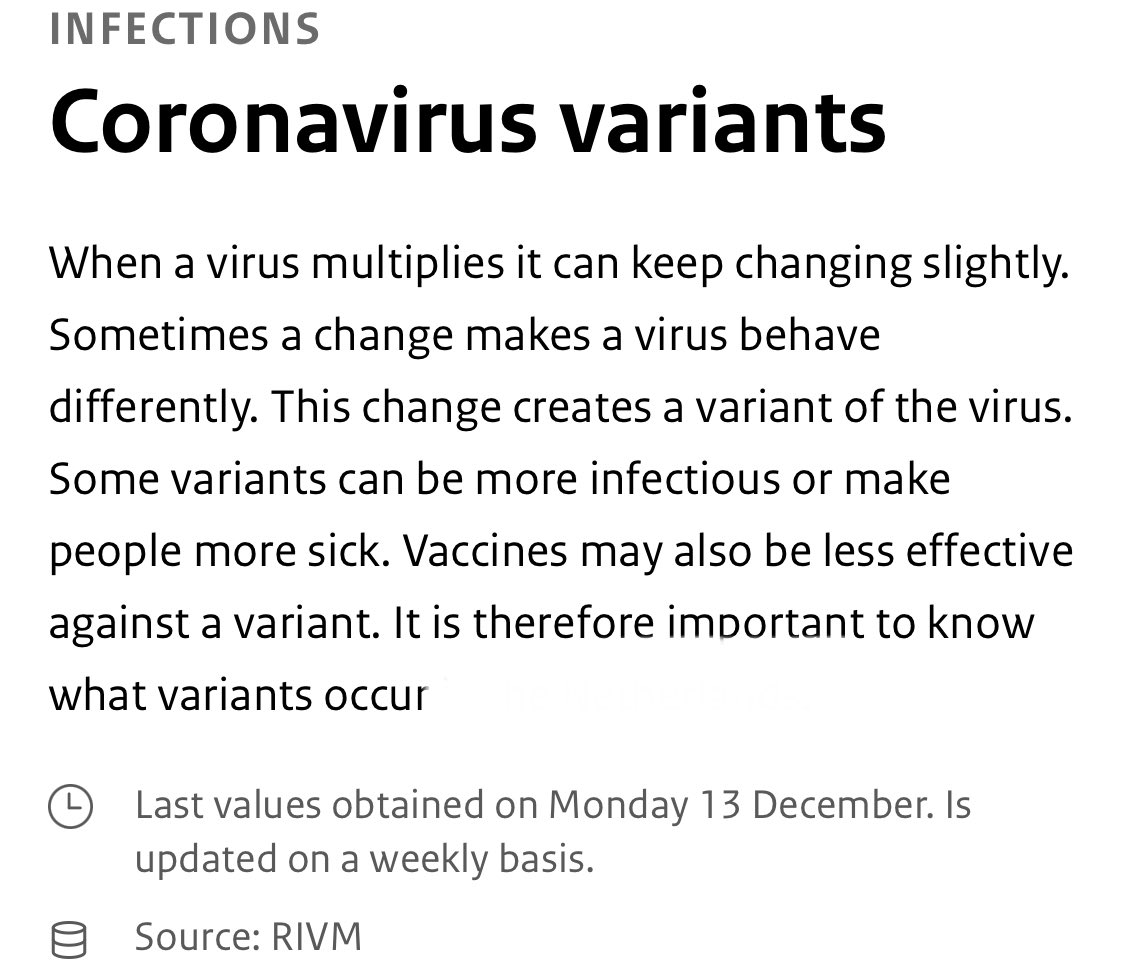 INFECTIONS
Coronavirus variants
When a virus multiplies it can keep changing slightly.
Sometimes a change makes a virus behave
differently. This change creates a variant of the virus.
Some variants can be more infectious or make
people more sick. Vaccines may also be less effective
against a variant. It is therefore important to know
what variants occur
Last values obtained on Monday 13 December. Is
updated on a weekly basis.
Source: RIVM